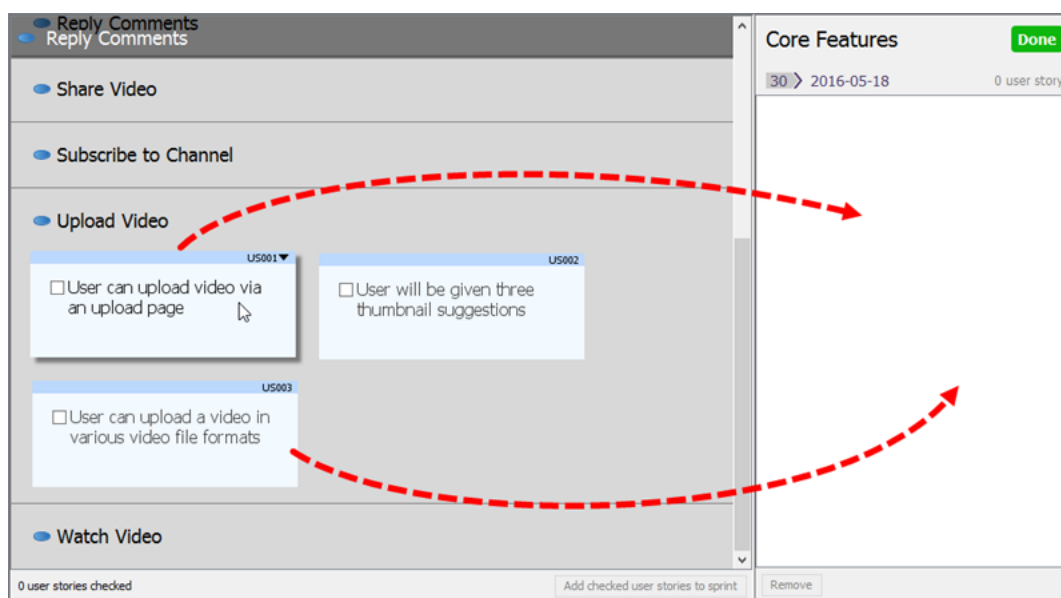 Reply Comments
Reply Comments
Share Video
Subscribe to Channel
Upload Video
US001
User can upload video via
an upload page
US002
User will be given three
thumbnail suggestions
US003
User can upload a video in
various video file formats
Watch Video
0 user stories checked
Add checked user stories to sprint
Core Features
Done
30
2016-05-18
0 user story
Remove